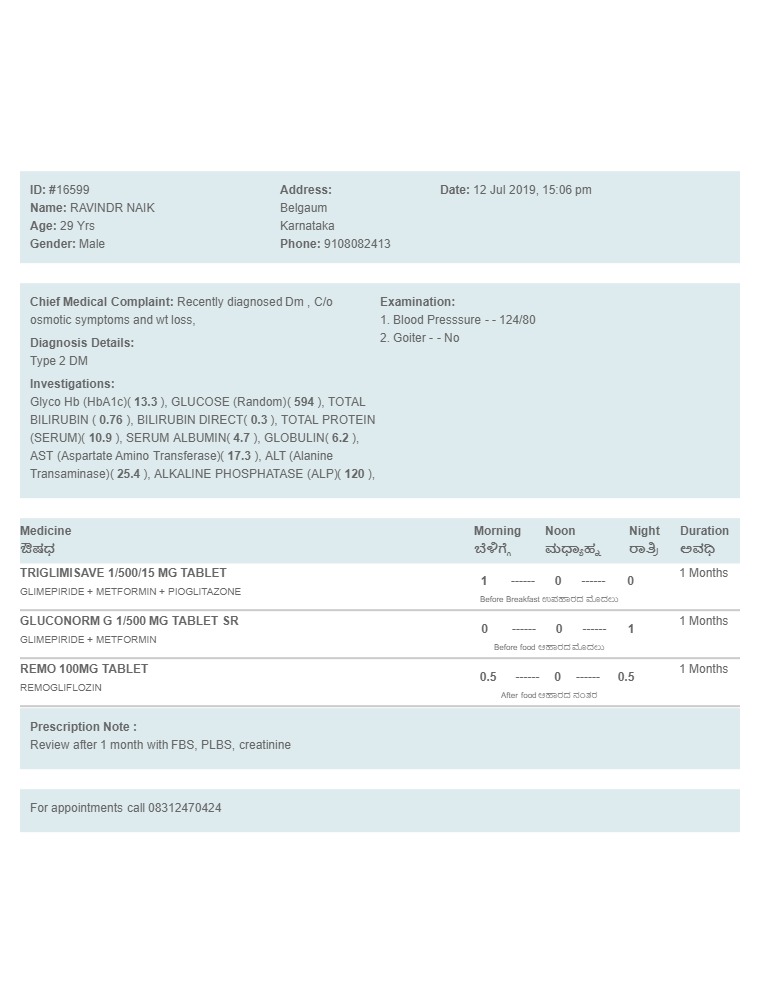 ID: #16599
Name: RAVINDR NAIK
Age: 29 Yrs
Gender: Male
Address:
Belgaum
Karnataka
Phone: 9108082413
Date: 12 Jul 2019, 15:06 pm
Chief Medical Complaint: Recently diagnosed Dm , C/o
osmotic symptoms and wt loss,
Diagnosis Details:
Type 2 DM
Investigations:
Glyco Hb (HbA1c)( 13.3 ), GLUCOSE (Random)( 594 ), TOTAL
BILIRUBIN ( 0.76 ), BILIRUBIN DIRECT( 0.3 ), TOTAL PROTEIN
(SERUM)( 10.9 ), SERUM ALBUMIN( 4.7 ), GLOBULIN( 6.2 ),
AST (Aspartate Amino Transferase)( 17.3 ), ALT (Alanine
Transaminase)( 25.4 ), ALKALINE PHOSPHATASE (ALP)( 120 ),
Examination:
1. Blood Presssure - - 124/80
2. Goiter - - No
Medicine Morning Noon Night Duration
ಔಷಧ ಬೆಳಿಗ್ಗೆ ಮಧ್ಯಾಹ್ನ ರಾತ್ರಿ ಅವಧಿ
TRIGLIMISAVE 1/500/15 MG TABLET 1 ------ 0 ------ 0 1 Months
GLIMEPIRIDE + METFORMIN + PIOGLITAZONE
Before Breakfast ಉಪಹಾರದ ಮೊದಲು
GLUCONORM G 1/500 MG TABLET SR 0 ------ 0 ------ 1 1 Months
GLIMEPIRIDE + METFORMIN
Before food ಆಹಾರದ ಮೊದಲು
REMO 100MG TABLET 0.5 ------ 0 ------ 0.5 1 Months
REMOGLIFLOZIN
After food ಆಹಾರದ ನಂತರ
Prescription Note :
Review after 1 month with FBS, PLBS, creatinine
For appointments call 08312470424